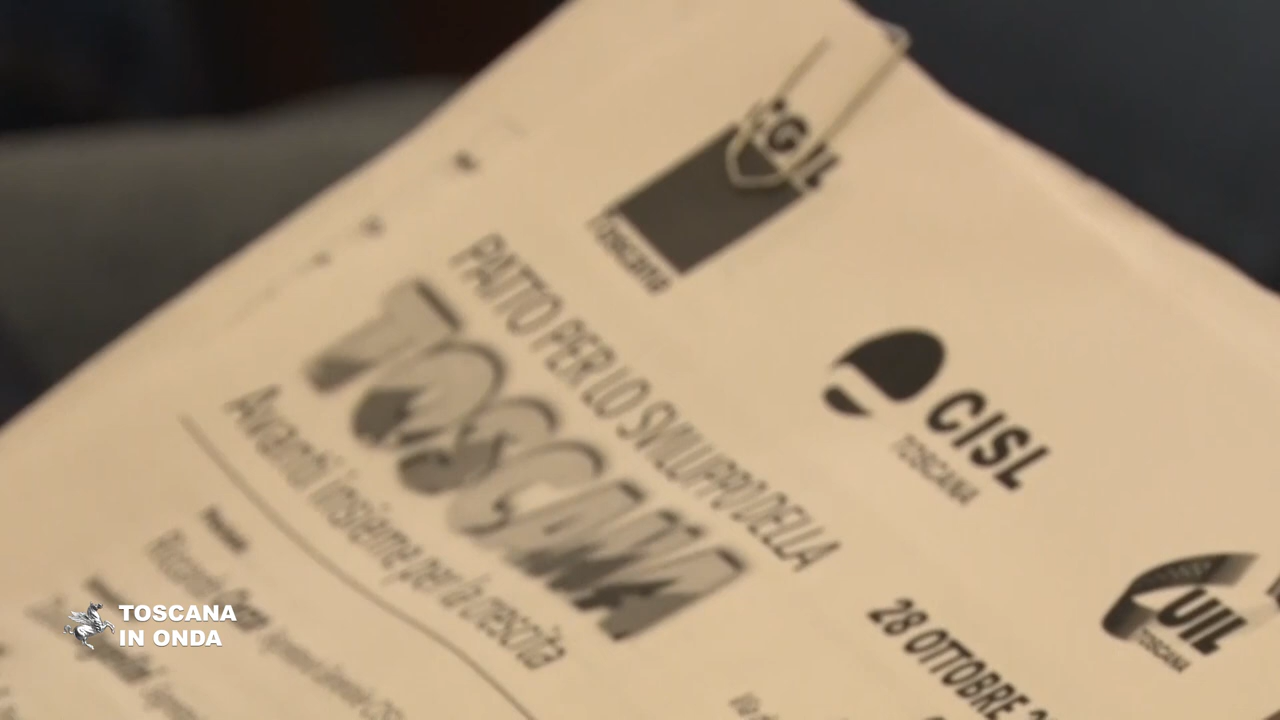 CGIL
Toscana
PATTO PER LO SVILUPPO DELLA
TOSCANA
Avanti insieme per la crescita
CISL
TOSCANA
UIL
TOSCANA
28 OTTOBRE
Riccardo
TOSCANA
IN ONDA